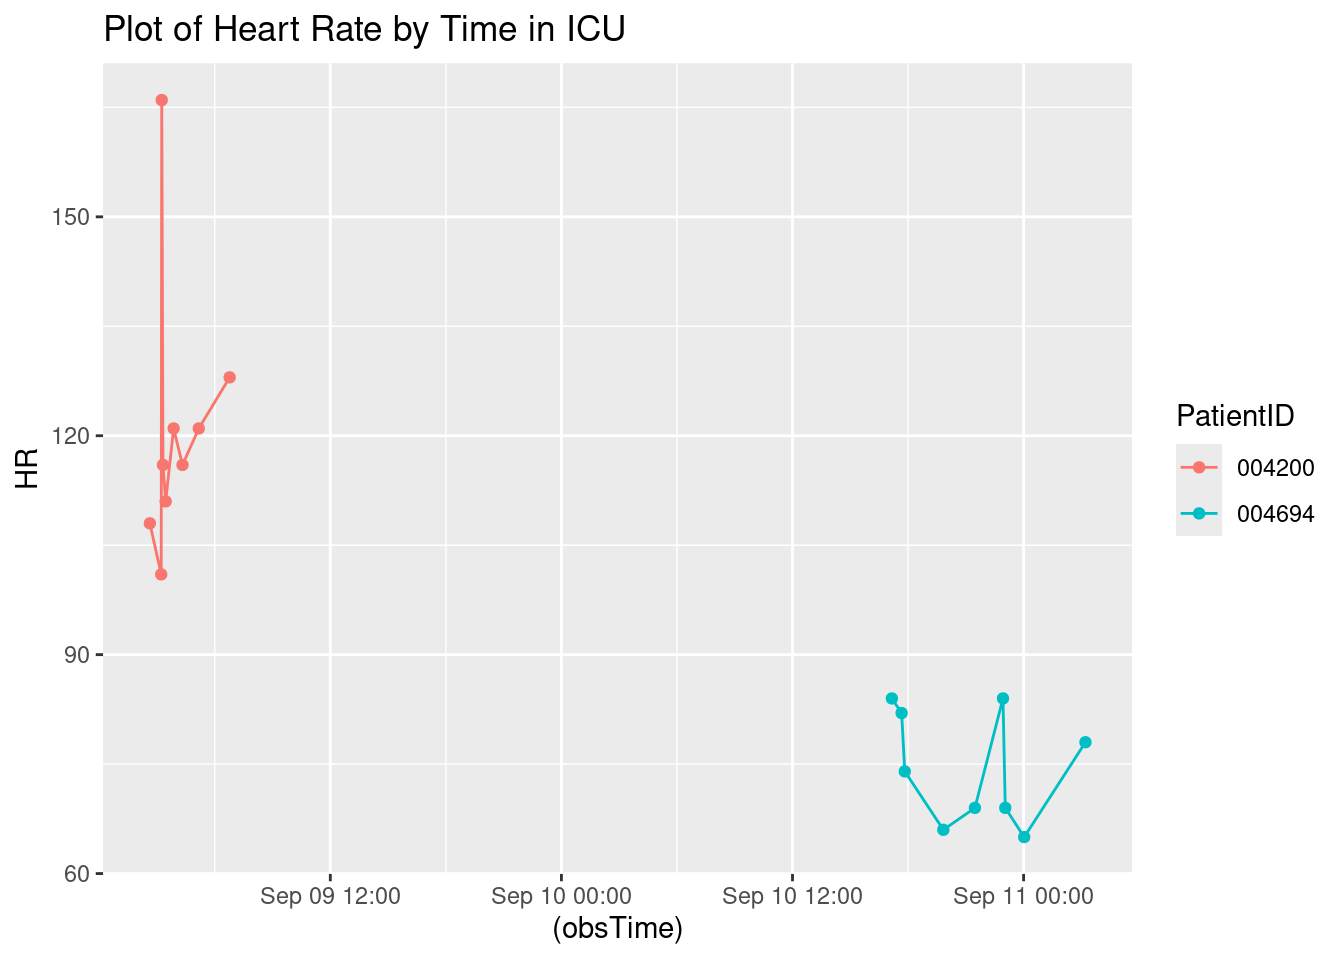 Plot of Heart Rate by Time in ICU
HR
150
120
90
60
Sep 09 12:00 Sep 10 00:00 Sep 10 12:00 Sep 11 00:00
(obsTime)
PatientID
004200
004694